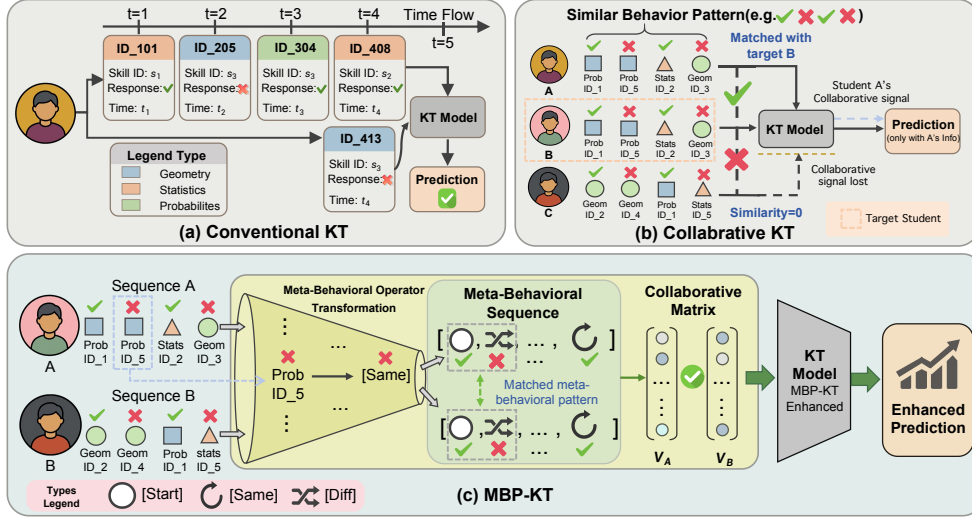 t=1
t=2
t=3
t=4
Time Flow
t=5
ID_101
Skill ID: s1
Response:
Time: t1
ID_205
Skill ID: s3
Response:
Time: t2
ID_304
Skill ID: s3
Response:
Time: t3
ID_408
Skill ID: s2
Response:
Time: t4
ID_413
Skill ID: s3
Response:
Time: t4
KT Model
Prediction
Legend Type
Geometry
Statistics
Probabilites
(a) Conventional KT
Similar Behavior Pattern(e.g. )
Matched with
target B
A
Prob
ID_1
Prob
ID_5
Stats
ID_2
Geom
ID_3
B
Prob
ID_1
Prob
ID_5
Stats
ID_2
Geom
ID_3
C
Geom
ID_2
Geom
ID_4
Prob
ID_1
Stats
ID_5
KT Model
Student A's
Collaborative signal
Prediction
(only with A's Info)
Collaborative
signal lost
Similarity=0
Target Student
(b) Collabrative KT
Sequence A
A
Prob
ID_1
Prob
ID_5
Stats
ID_2
Geom
ID_3
Sequence B
B
Geom
ID_2
Geom
ID_4
Prob
ID_1
stats
ID_5
Meta-Behavioral Operator
Transformation
...
...
Prob
ID_5
[Same]
...
...
Meta-Behavioral
Sequence
[ , , ... , ]
...
Matched meta-
behavioral pattern
[ , , ... , ]
...
Collaborative
Matrix
...
...
VA
VB
KT
Model
MBP-KT
Enhanced
Enhanced
Prediction
Types
Legend
[Start]
[Same]
[Diff]
(c) MBP-KT